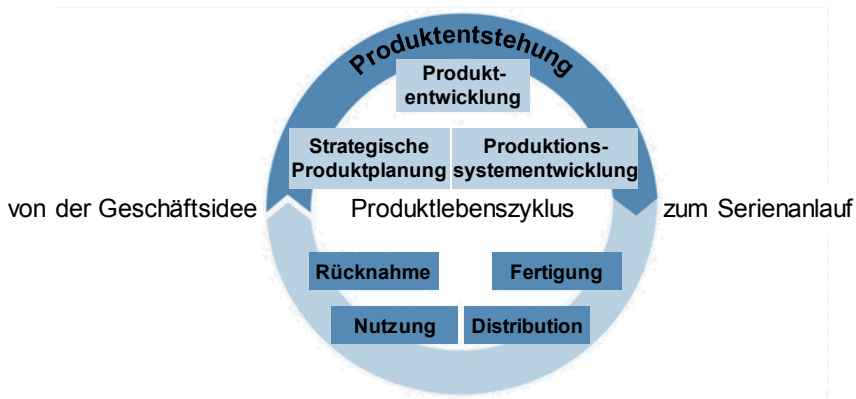 Produktentstehung
Produkt-
entwicklung
Strategische
Produktplanung
Produktions-
systementwicklung
von der Geschäftsidee
Produktlebenszyklus
zum Serienanlauf
Rücknahme
Fertigung
Nutzung
Distribution